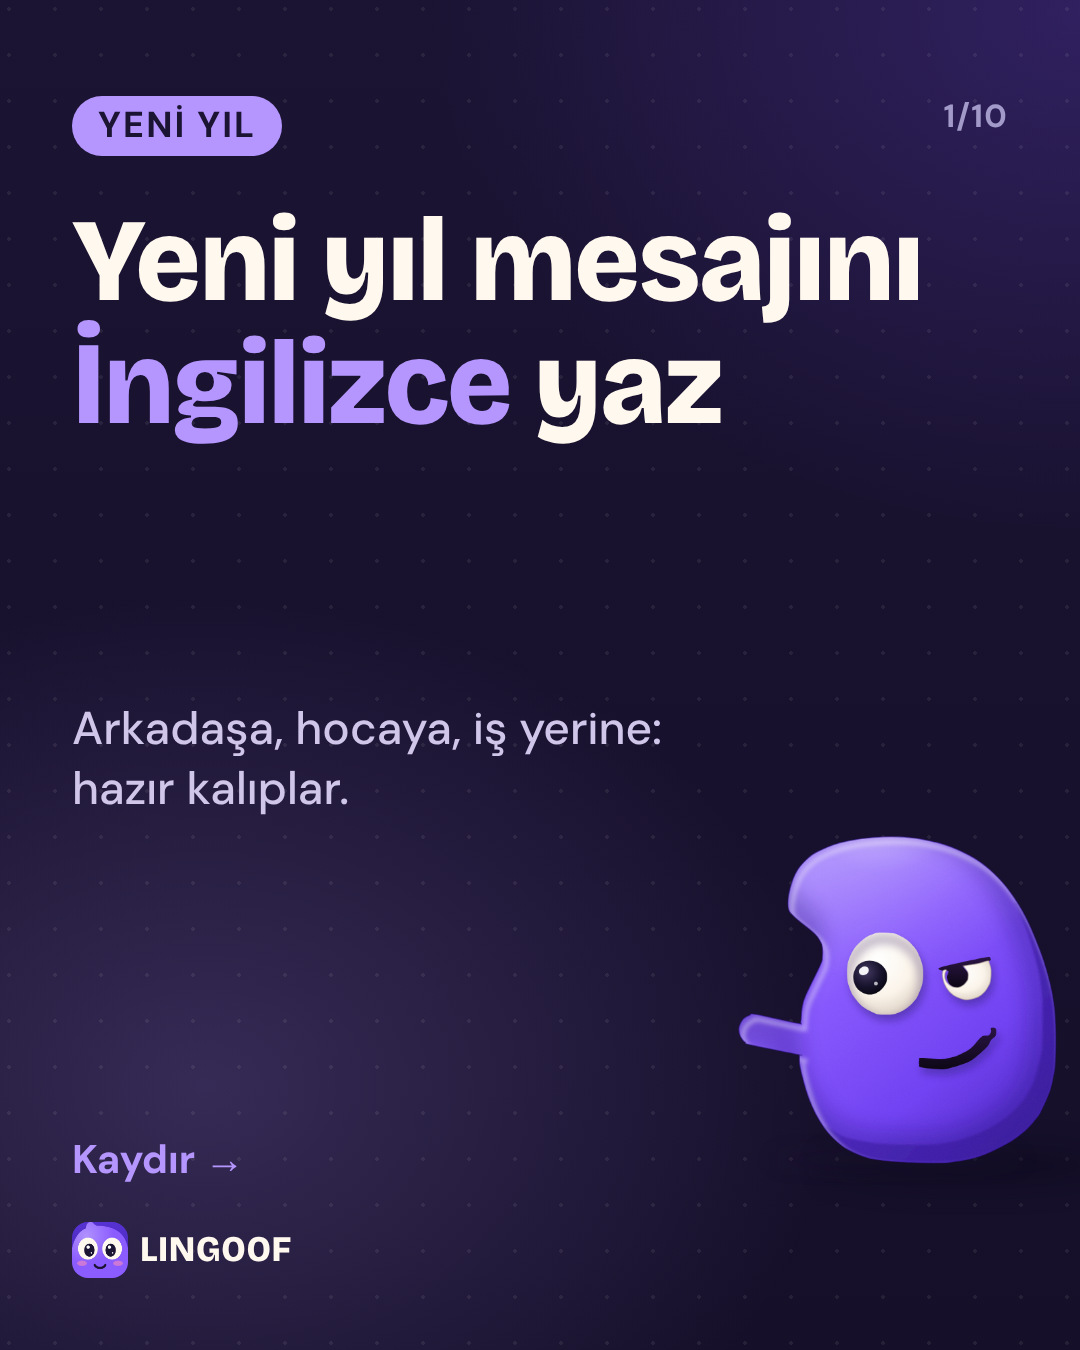 YENİ YIL
1/10
Yeni yıl mesajını
İngilizce yaz
Arkadaşa, hocaya, iş yerine:
hazır kalıplar.
Kaydır →
LINGOOF